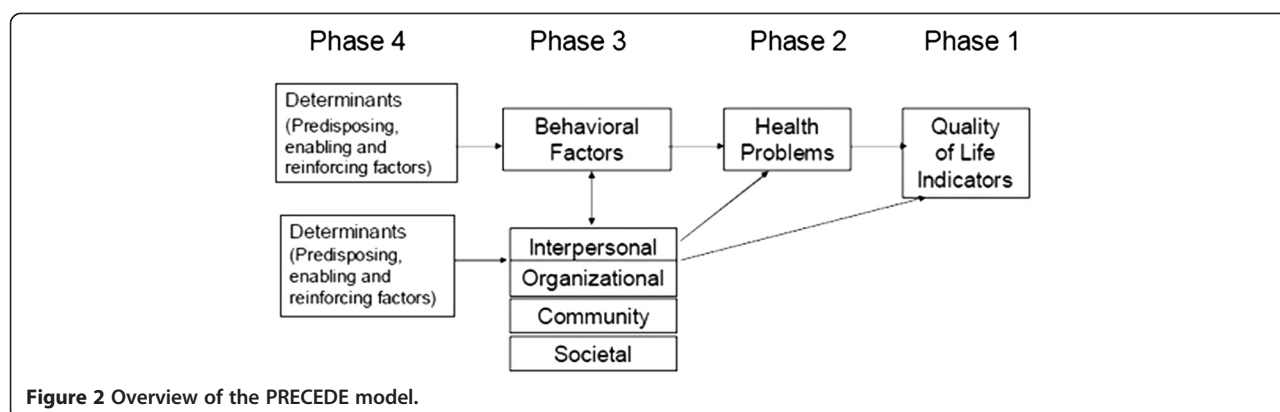 Phase 4 Phase 3 Phase 2 Phase 1
Determinants
(Predisposing,
enabling and
reinforcing factors)
Behavioral
Factors
Health
Problems
Quality
of Life
Indicators
Determinants
(Predisposing,
enabling and
reinforcing factors)
Interpersonal
Organizational
Community
Societal
Figure 2 Overview of the PRECEDE model.